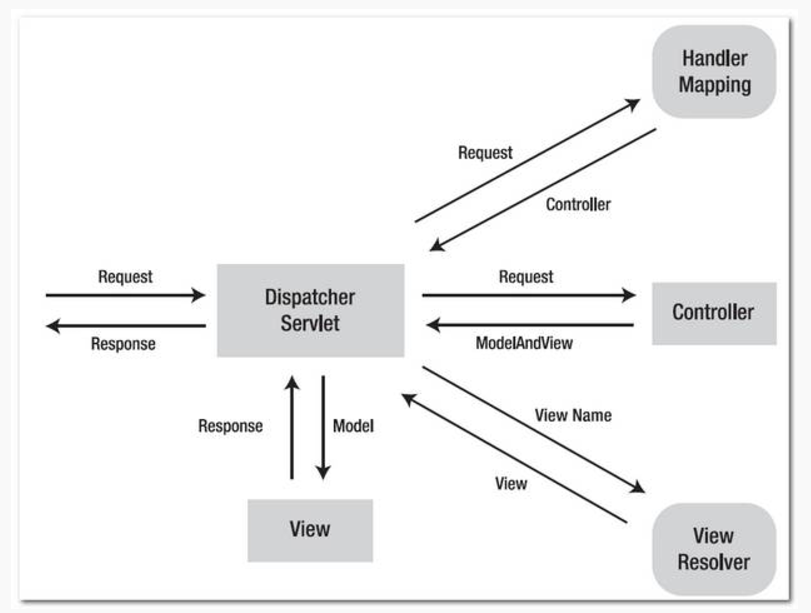 Handler
Mapping
Request
Controller
Request
Response
Dispatcher
Servlet
Request
ModelAndView
Controller
Response
Model
View Name
View
View
View
Resolver